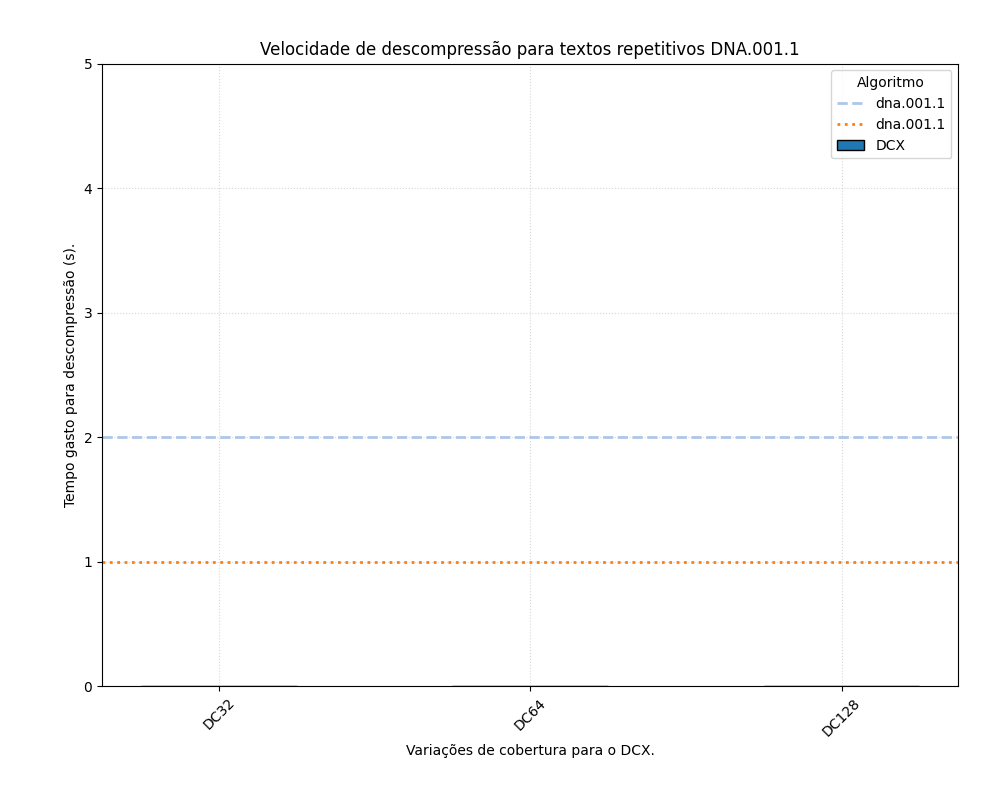 Velocidade de descompressão para textos repetitivos DNA.001.1
Algoritmo
dna.001.1
dna.001.1
DCX
Tempo gasto para descompressão (s).
5
4
3
2
1
0
DC32
DC64
DC128
Variações de cobertura para o DCX.